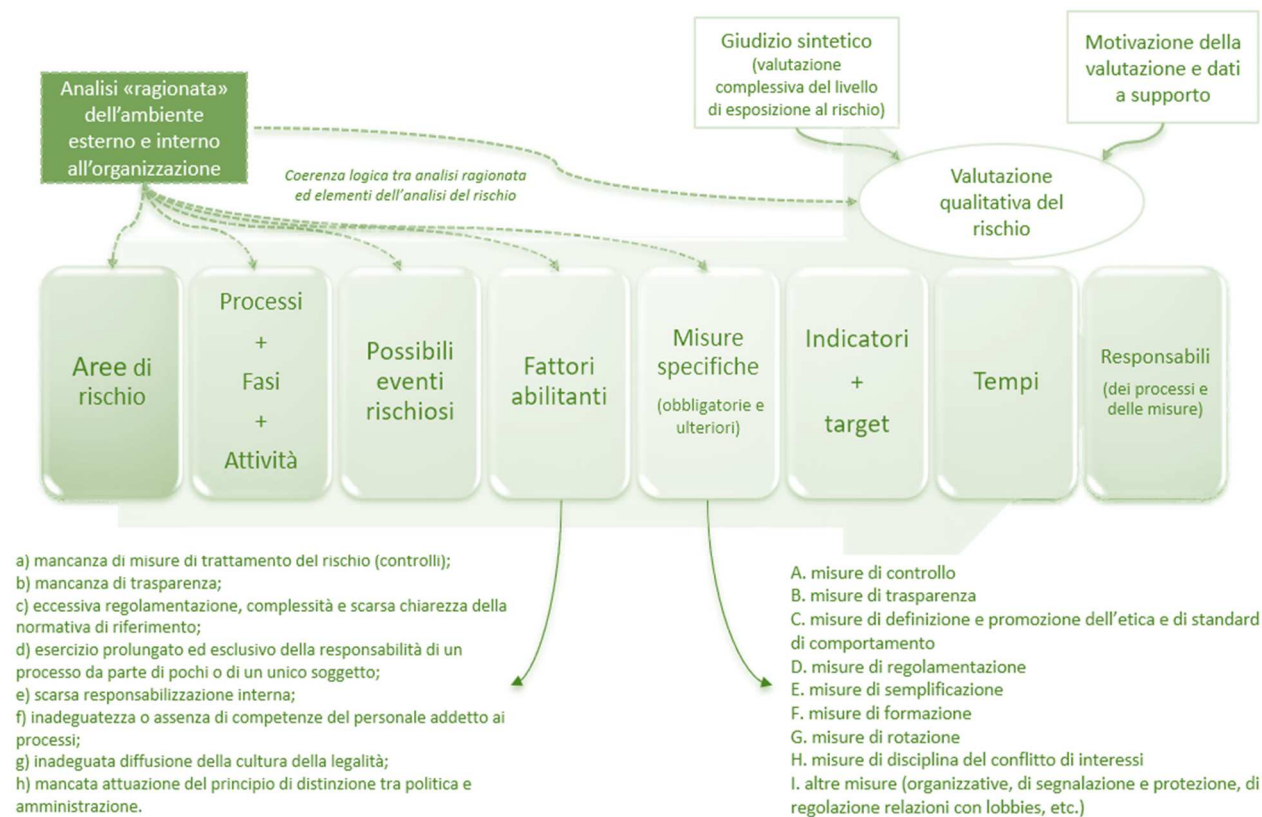 Analisi «ragionata»
dell’ambiente
esterno e interno
all’organizzazione
Giudizio sintetico
(valutazione
complessiva del livello
di esposizione al rischio)
Motivazione della
valutazione e dati
a supporto
Coerenza logica tra analisi ragionata
ed elementi dell’analisi del rischio
Valutazione
qualitativa del
rischio
Aree di
rischio
Processi
+
Fasi
+
Attività
Possibili
eventi
rischiosi
Fattori
abilitanti
Misure
specifiche
(obbligatorie e
ulteriori)
Indicatori
+
target
Tempi
Responsabili
(dei processi e
delle misure)
a) mancanza di misure di trattamento del rischio (controlli);
b) mancanza di trasparenza;
c) eccessiva regolamentazione, complessità e scarsa chiarezza della
normativa di riferimento;
d) esercizio prolungato ed esclusivo della responsabilità di un
processo da parte di pochi o di un unico soggetto;
e) scarsa responsabilizzazione interna;
f) inadeguatezza o assenza di competenze del personale addetto ai
processi;
g) inadeguata diffusione della cultura della legalità;
h) mancata attuazione del principio di distinzione tra politica e
amministrazione.
A. misure di controllo
B. misure di trasparenza
C. misure di definizione e promozione dell’etica e di standard
di comportamento
D. misure di regolamentazione
E. misure di semplificazione
F. misure di formazione
G. misure di rotazione
H. misure di disciplina del conflitto di interessi
I. altre misure (organizzative, di segnalazione e protezione, di
regolazione relazioni con lobbies, etc.)